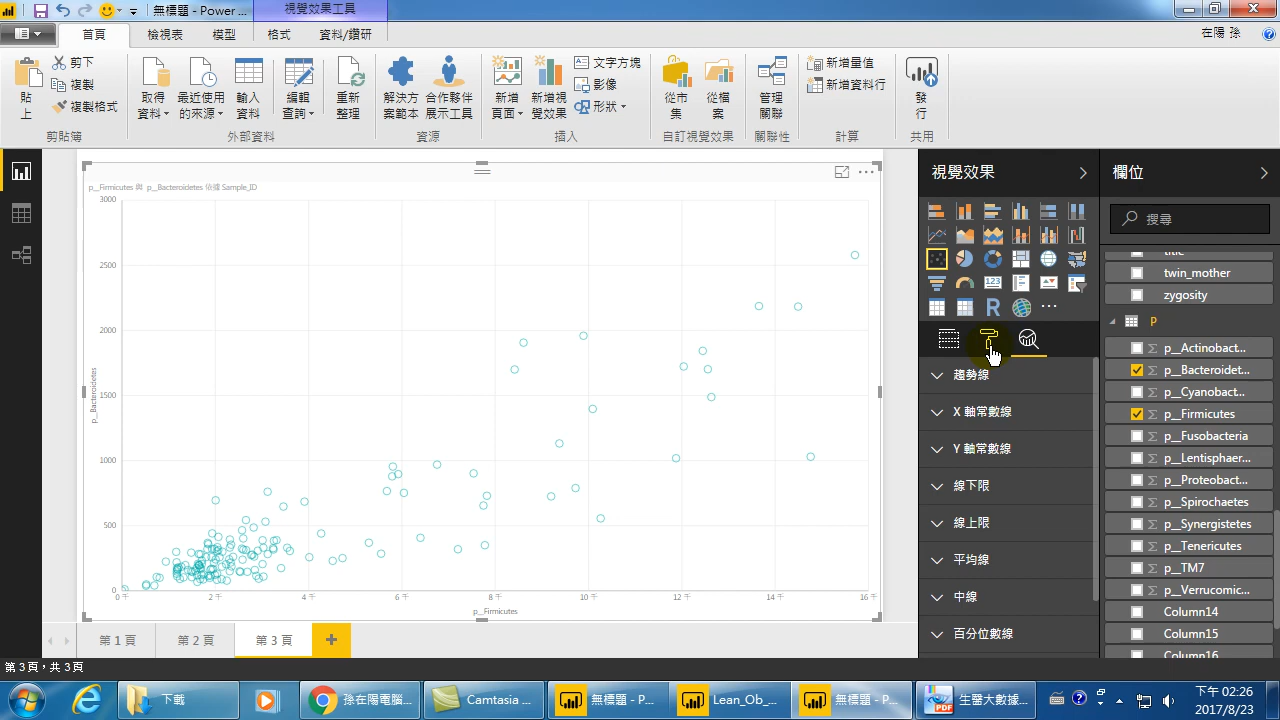 無標題 - Power ...
視覺效果工具
首頁
檢視表
模型
格式
資料/鑽研
在陽 孫
貼上
剪下
複製
複製格式
剪貼簿
取得資料
最近使用的來源
輸入資料
外部資料
編輯查詢
重新整理
解決方案範本
合作夥伴展示工具
資源
新增頁面
新增視覺效果
文字方塊
影像
形狀
插入
從市集
從檔案
自訂視覺效果
管理關聯
關聯性
新增量值
新增資料行
計算
發行
共用
p__Firmicutes 與 p__Bacteroidetes 依據 Sample_ID
3000
2500
2000
1500
1000
500
0
p__Bacteroidetes
0 千
2 千
4 千
6 千
8 千
10 千
12 千
14 千
16 千
p__Firmicutes
視覺效果
123
R
趨勢線
X 軸常數線
Y 軸常數線
線下限
線上限
平均線
中線
百分位數線
欄位
搜尋
title
twin_mother
zygosity
P
p__Actinobact...
p__Bacteroidet...
p__Cyanobact...
p__Firmicutes
p__Fusobacteria
p__Lentisphaer...
p__Proteobact...
p__Spirochaetes
p__Synergistetes
p__Tenericutes
p__TM7
p__Verrucomic...
Column14
Column15
Column16
第 1 頁
第 2 頁
第 3 頁
第 3 頁，共 3 頁
下載
孫在陽電腦...
Camtasia ...
無標題 - P...
Lean_Ob_...
無標題 - P...
PDF
生醫大數據...
下午 02:26
2017/8/23